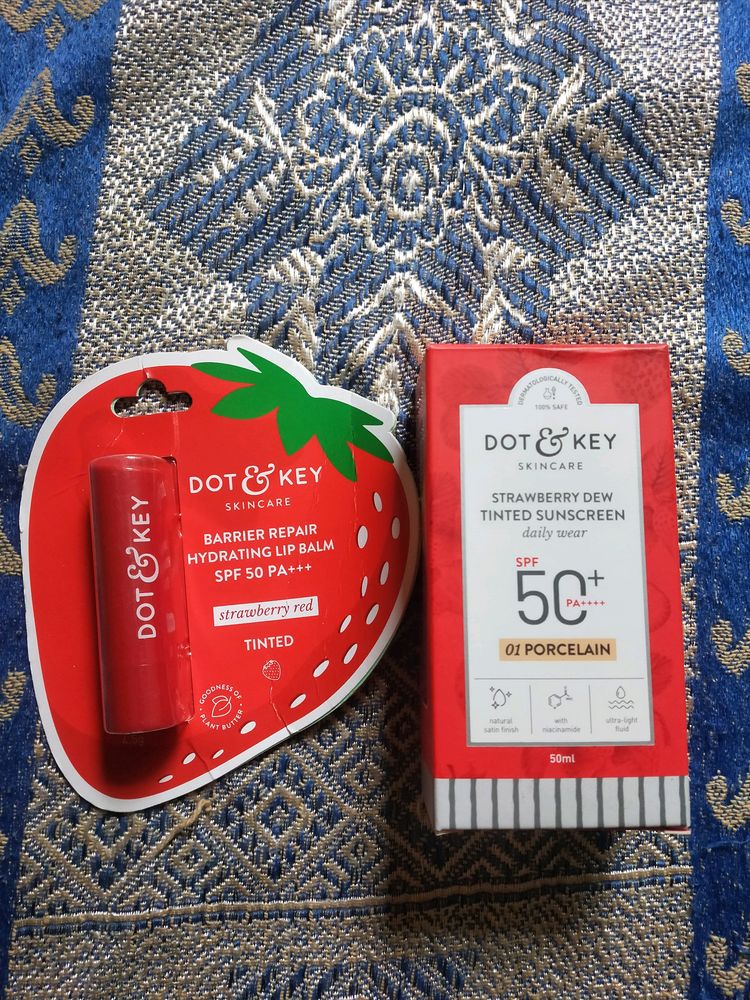 DOT & KEY
DOT & KEY
SKINCARE
BARRIER REPAIR
HYDRATING LIP BALM
SPF 50 PA+++
strawberry red
TINTED
GOODNESS OF
PLANT BUTTER
DERMATOLOGICALLY TESTED
100% SAFE
DOT & KEY
SKINCARE
STRAWBERRY DEW
TINTED SUNSCREEN
daily wear
SPF
50+
PA++++
01 PORCELAIN
natural
satin finish
with
niacinamide
ultra-light
fluid
50ml